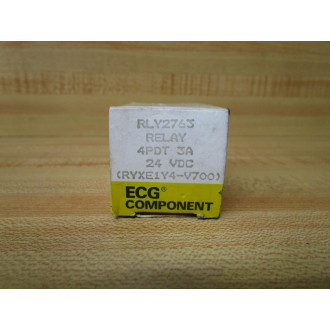 RLY2763
RELAY
4PDT 3A
24 VDC
(RYXE1Y4-V700)
ECG®
COMPONENT